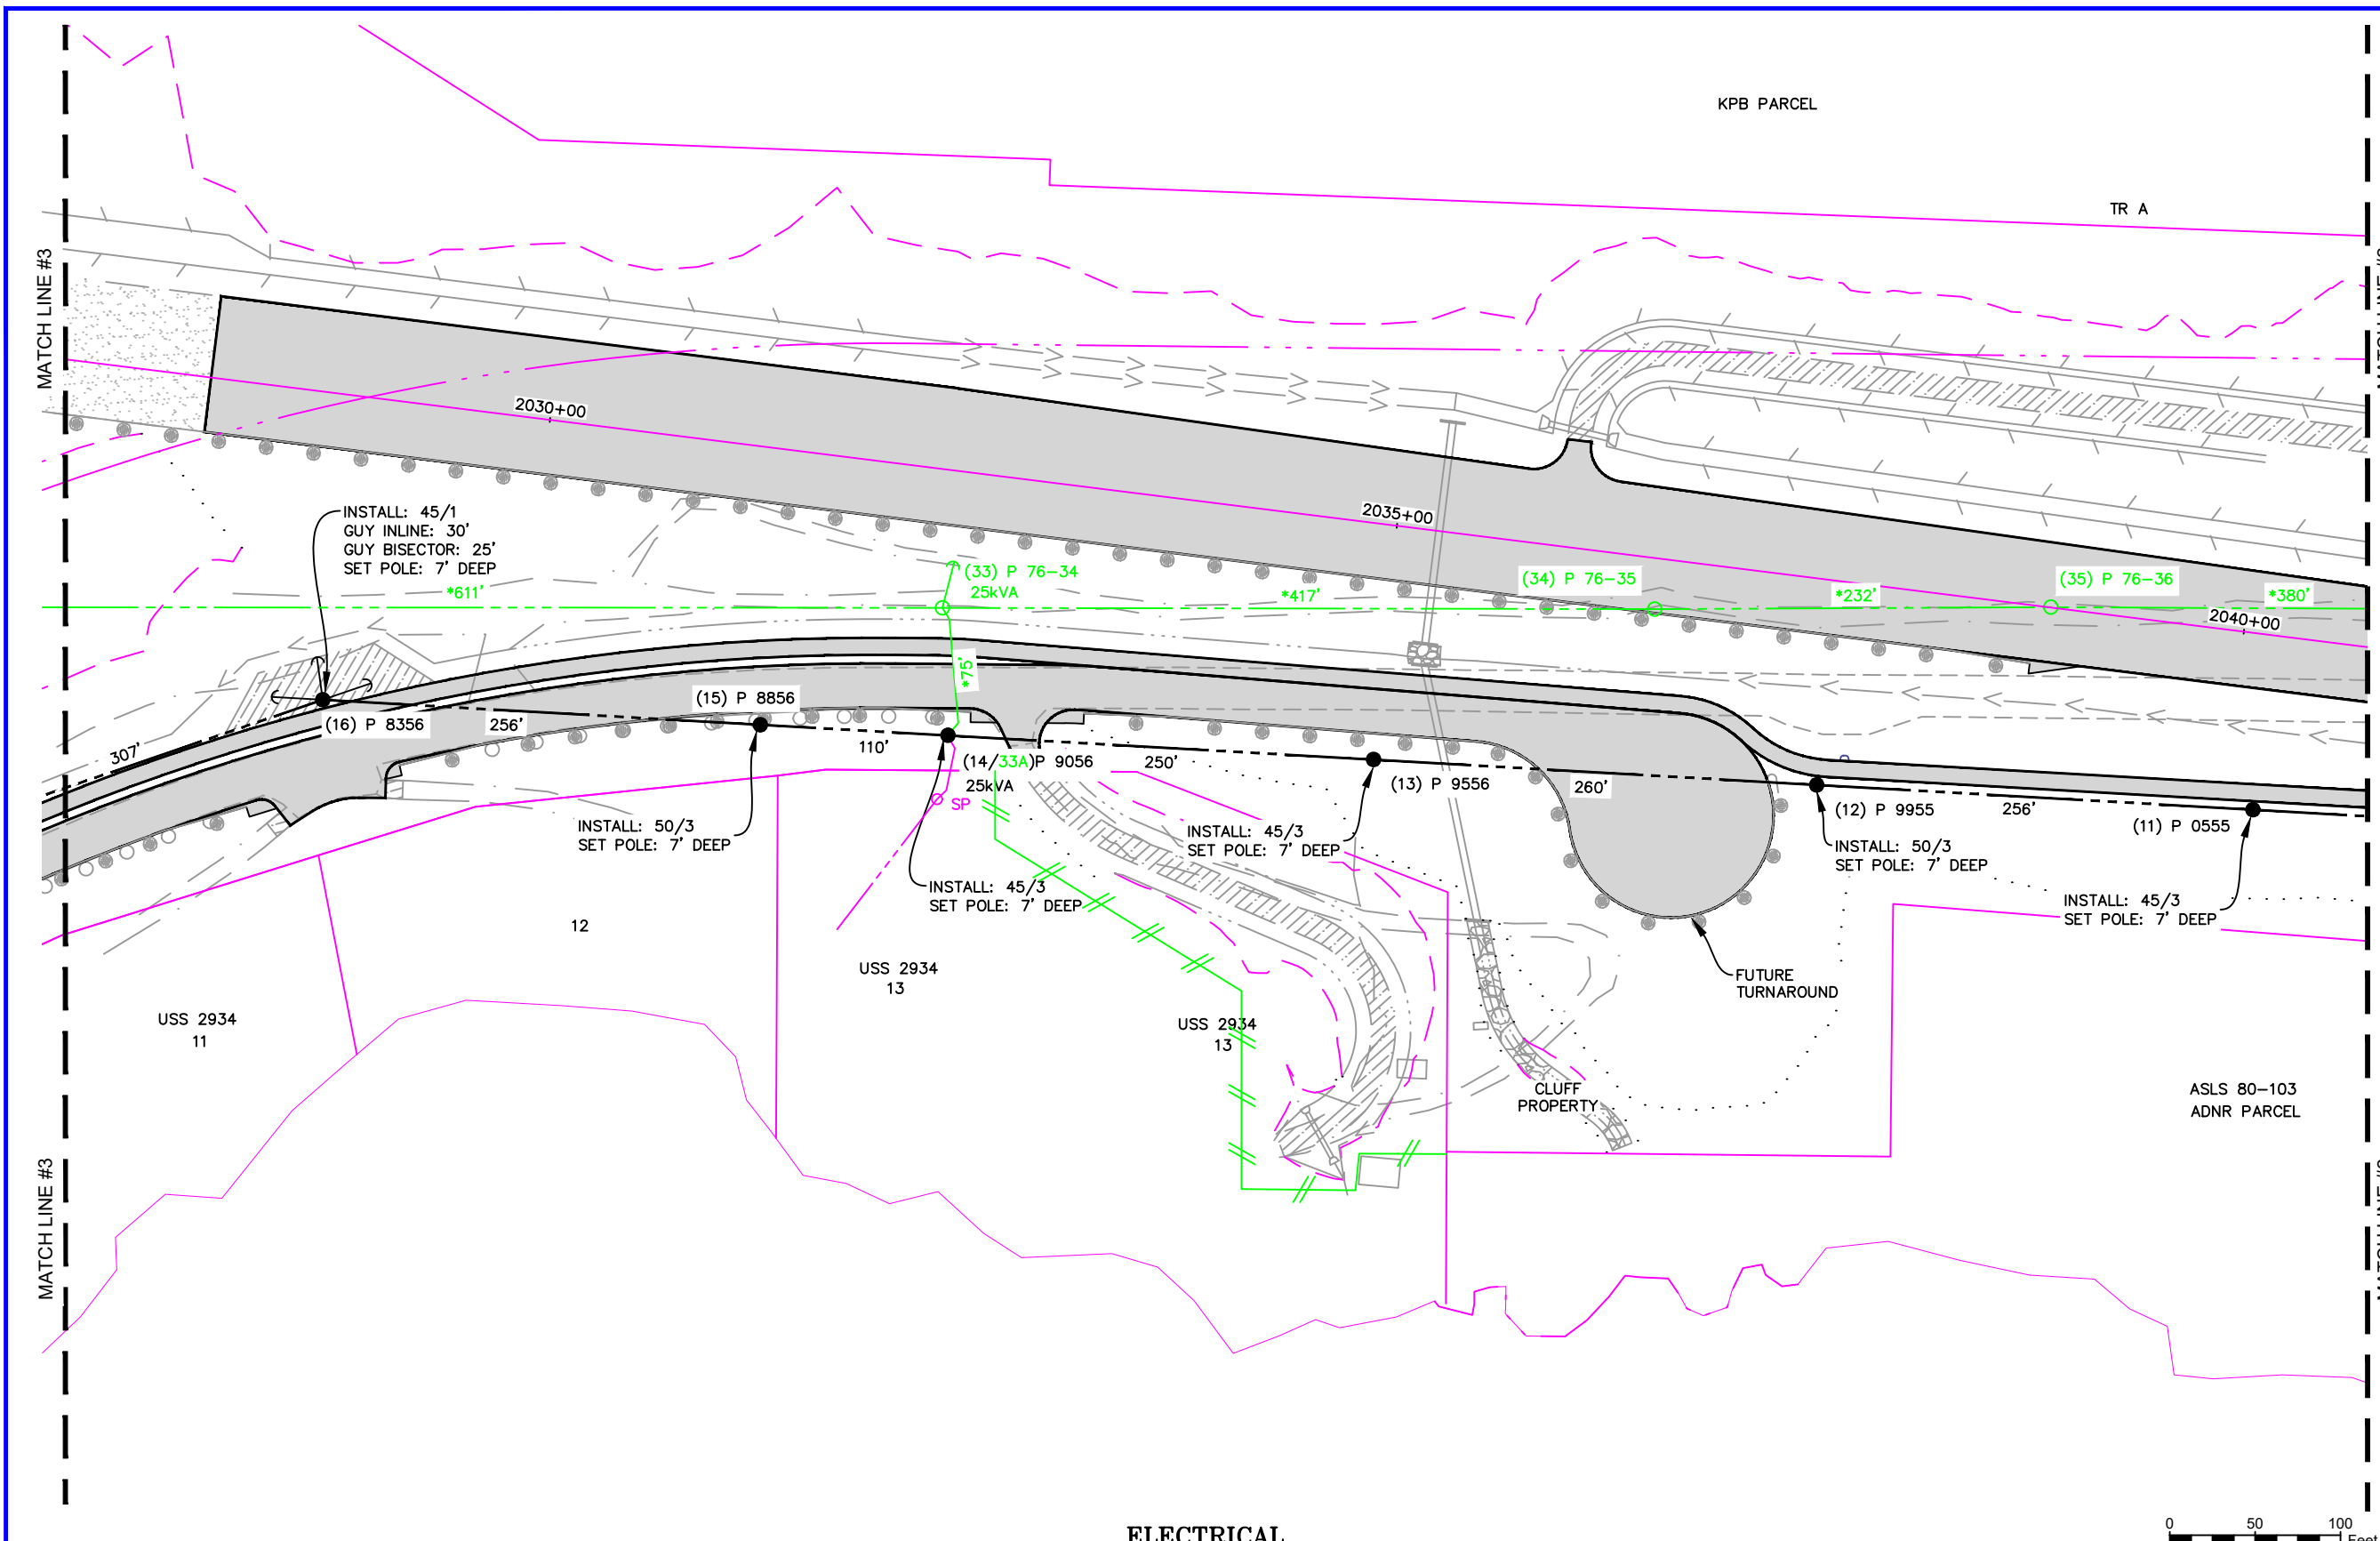 KPB PARCEL
TR A
MATCH LINE #3
2030+00
2035+00
2040+00
INSTALL: 45/1
GUY INLINE: 30'
GUY BISECTOR: 25'
SET POLE: 7' DEEP
*611'
(33) P 76-34
25kVA
*417'
(34) P 76-35
*232'
(35) P 76-36
*380'
*75'
307'
(16) P 8356
256'
(15) P 8856
110'
(14/33A)P 9056
25kVA
250'
(13) P 9556
260'
(12) P 9955
256'
(11) P 0555
SP
INSTALL: 50/3
SET POLE: 7' DEEP
INSTALL: 45/3
SET POLE: 7' DEEP
INSTALL: 45/3
SET POLE: 7' DEEP
INSTALL: 50/3
SET POLE: 7' DEEP
INSTALL: 45/3
SET POLE: 7' DEEP
12
USS 2934
13
USS 2934
11
USS 2934
13
FUTURE
TURNAROUND
CLUFF
PROPERTY
ASLS 80-103
ADNR PARCEL
MATCH LINE #3
ELECTRICAL
0 50 100
Feet